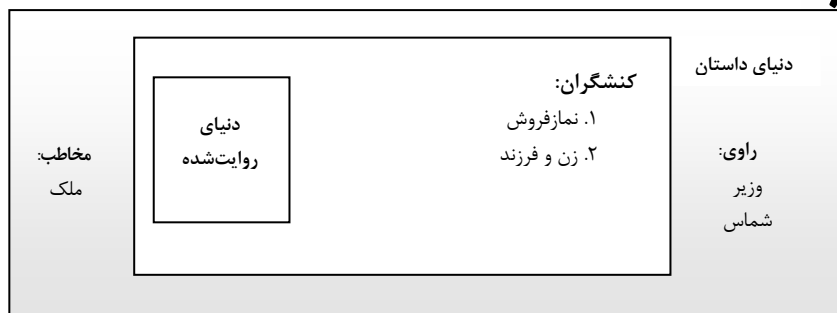 دنیای داستان
راوی:
وزیر
شماس
کنشگران:
۱. نمازفروش
۲. زن و فرزند
دنیای
روایت‌شده
مخاطب:
ملک